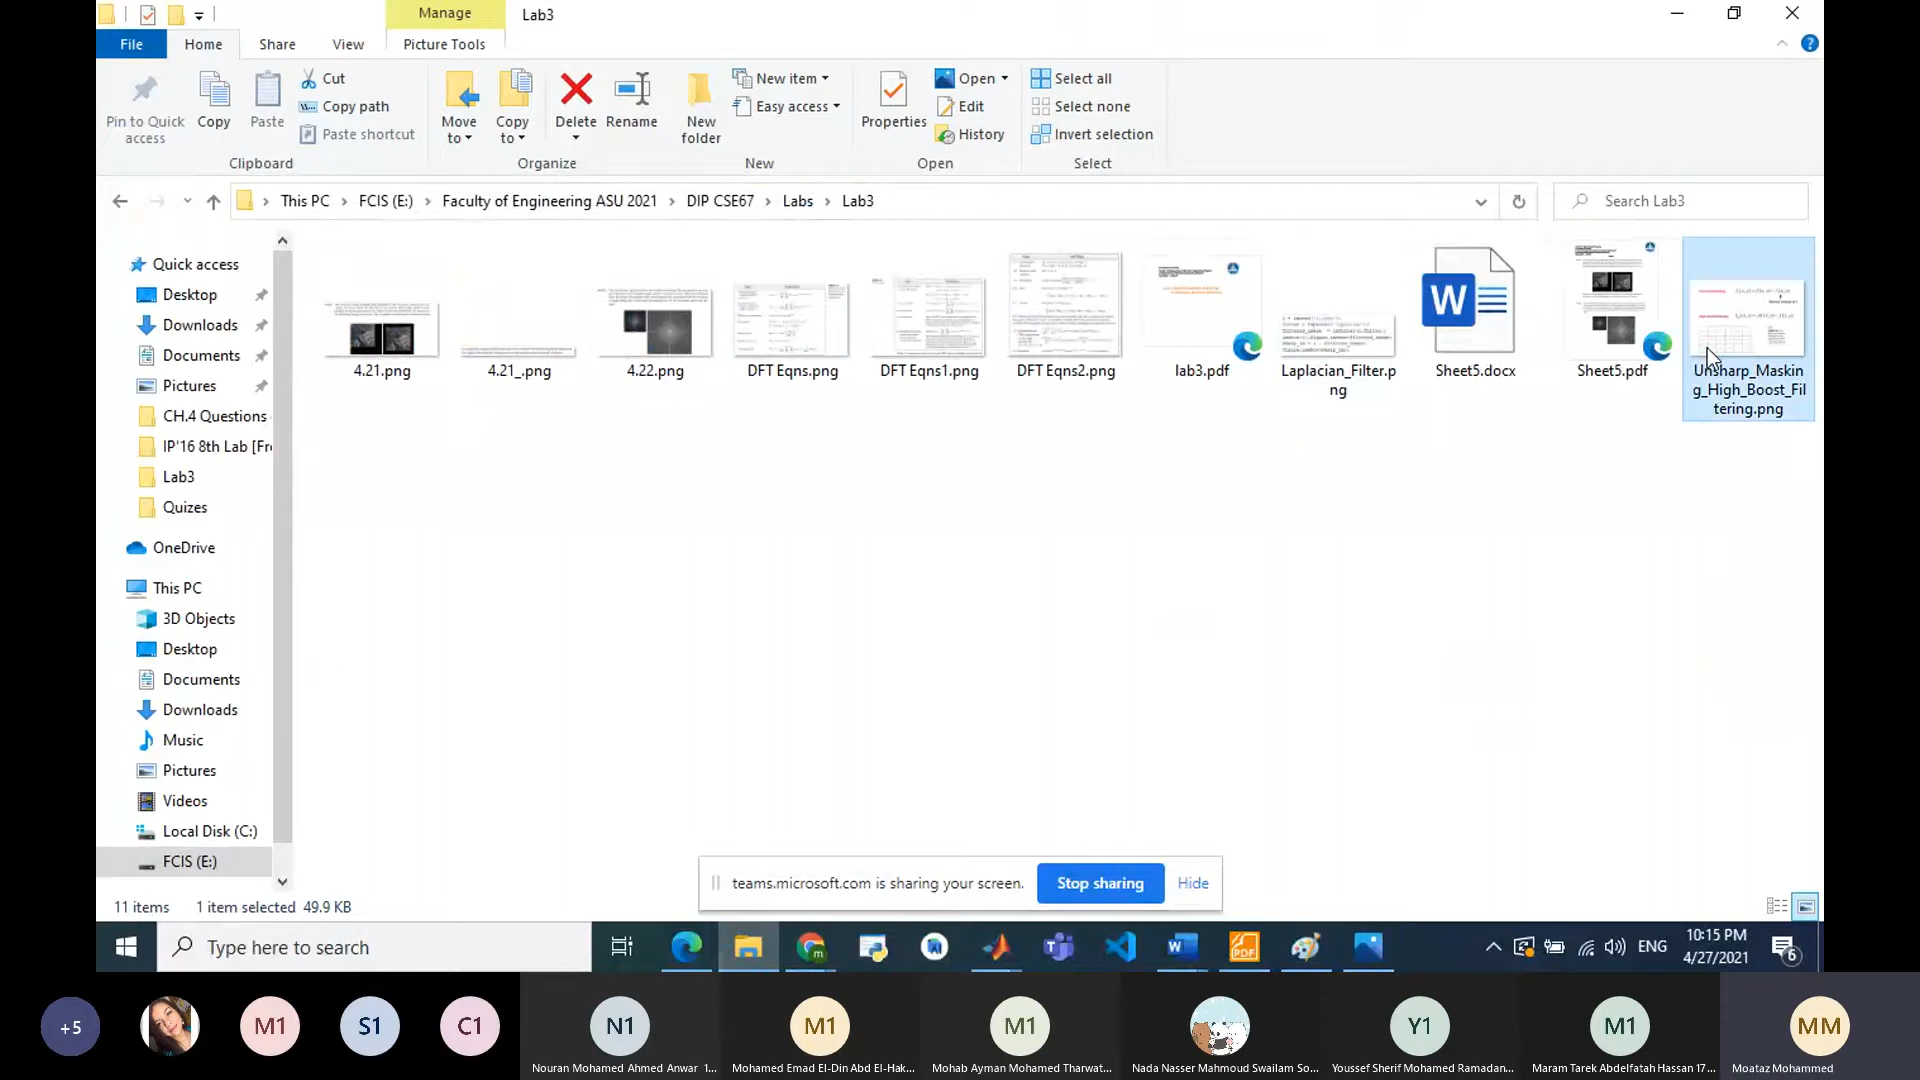 Manage
Lab3
File
Home
Share
View
Picture Tools
Pin to Quick
access
Copy
Paste
Cut
Copy path
Paste shortcut
Clipboard
Move
to
Copy
to
Delete
Rename
Organize
New
folder
New item
Easy access
New
Properties
Open
Edit
History
Open
Select all
Select none
Invert selection
Select
This PC
FCIS (E:)
Faculty of Engineering ASU 2021
DIP CSE67
Labs
Lab3
Search Lab3
Quick access
Desktop
Downloads
Documents
Pictures
CH.4 Questions
IP'16 8th Lab [Fr
Lab3
Quizes
OneDrive
This PC
3D Objects
Desktop
Documents
Downloads
Music
Pictures
Videos
Local Disk (C:)
FCIS (E:)
4.21.png
4.21_.png
4.22.png
DFT Eqns.png
DFT Eqns1.png
DFT Eqns2.png
lab3.pdf
Laplacian_Filter.p
ng
Sheet5.docx
Sheet5.pdf
Unsharp_Maskin
g_High_Boost_Fil
tering.png
teams.microsoft.com is sharing your screen.
Stop sharing
Hide
11 items
1 item selected 49.9 KB
Type here to search
ENG
10:15 PM
4/27/2021
6
+5
M1
S1
C1
N1
Nouran Mohamed Ahmed Anwar 1...
M1
Mohamed Emad El-Din Abd El-Hak...
M1
Mohab Ayman Mohamed Tharwat...
Nada Nasser Mahmoud Swailam So...
Y1
Youssef Sherif Mohamed Ramadan...
M1
Maram Tarek Abdelfatah Hassan 17...
MM
Moataz Mohammed